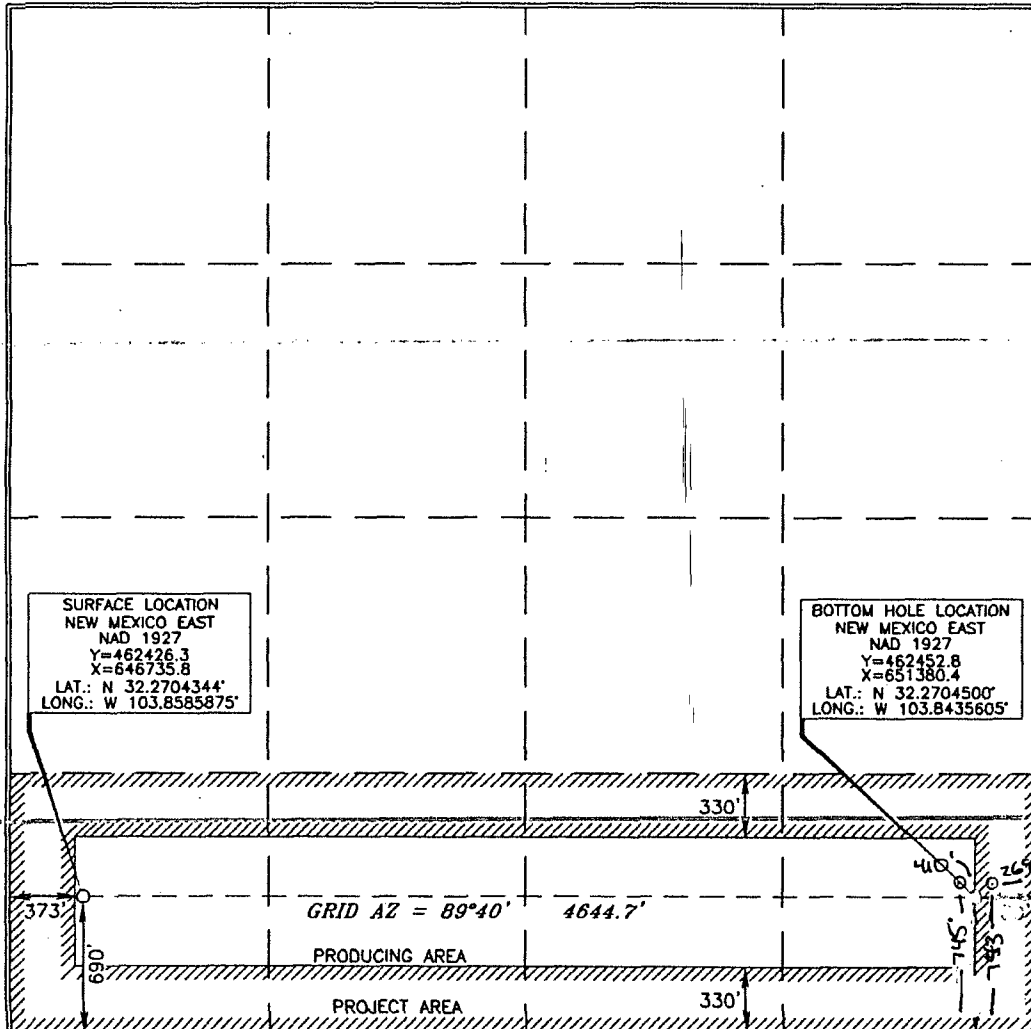 SURFACE LOCATION
NEW MEXICO EAST
NAD 1927
Y=462426.3
X=646735.8
LAT.: N 32.2704344°
LONG.: W 103.8585875°
BOTTOM HOLE LOCATION
NEW MEXICO EAST
NAD 1927
Y=462452.8
X=651380.4
LAT.: N 32.2704500°
LONG.: W 103.8435605°
330'
373'
GRID AZ = 89°40' 4644.7'
690'
745'
743
PRODUCING AREA
PROJECT AREA
330'